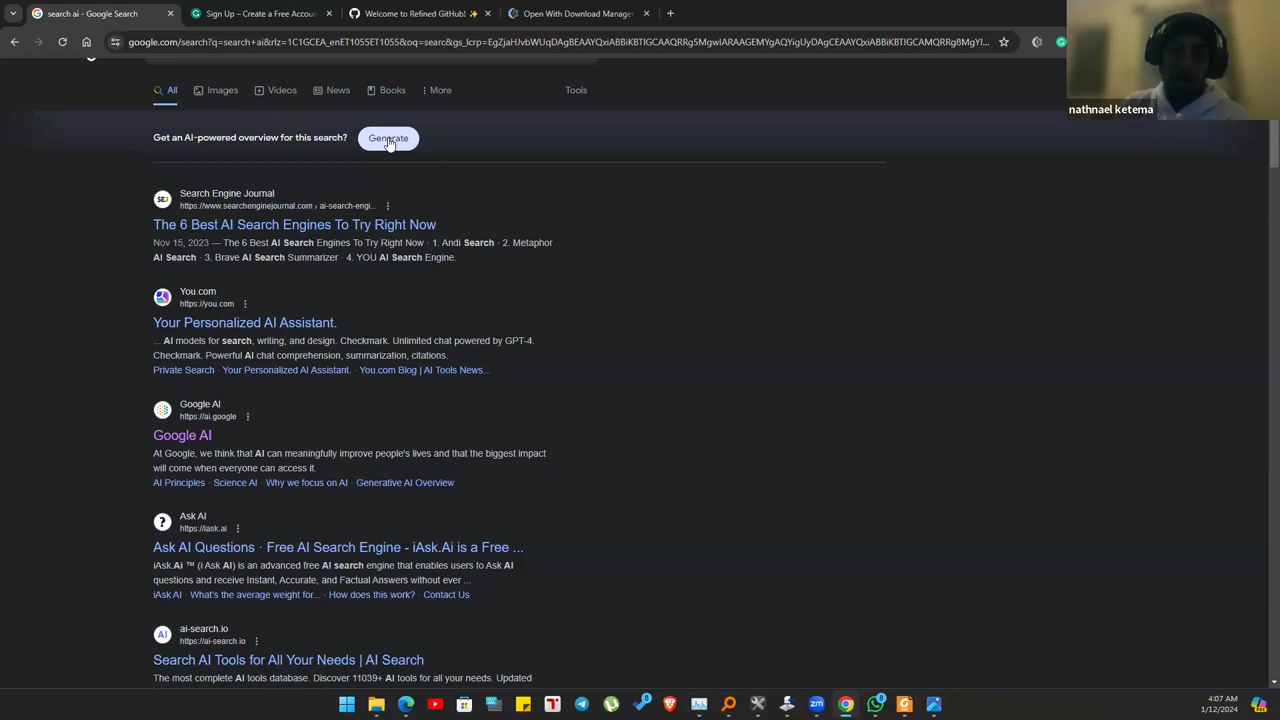 search ai - Google Search
Sign Up – Create a Free Accoun
Welcome to Refined GitHub! ✨
Open With Download Manage
google.com/search?q=search+ai&rlz=1C1GCEA_enET1055ET1055&oq=searc&gs_lcrp=
nathnael ketema
All
Images
Videos
News
Books
More
Tools
Get an AI-powered overview for this search?
Generate
SEJ
Search Engine Journal
https://www.searchenginejournal.com › ai-search-engi...
The 6 Best AI Search Engines To Try Right Now
Nov 15, 2023 — The 6 Best AI Search Engines To Try Right Now · 1. Andi Search · 2. Metaphor
AI Search · 3. Brave AI Search Summarizer · 4. YOU AI Search Engine.
You.com
https://you.com
Your Personalized AI Assistant.
... AI models for search, writing, and design. Checkmark. Unlimited chat powered by GPT-4.
Checkmark. Powerful AI chat comprehension, summarization, citations.
Private Search · Your Personalized AI Assistant. · You.com Blog | AI Tools News...
Google AI
https://ai.google
Google AI
At Google, we think that AI can meaningfully improve people's lives and that the biggest impact
will come when everyone can access it.
AI Principles · Science AI · Why we focus on AI · Generative AI Overview
?
Ask AI
https://iask.ai
Ask AI Questions · Free AI Search Engine - iAsk.Ai is a Free ...
iAsk.Ai ™ (i Ask AI) is an advanced free AI search engine that enables users to Ask AI
questions and receive Instant, Accurate, and Factual Answers without ever ...
iAsk AI · What's the average weight for... · How does this work? · Contact Us
AI
ai-search.io
https://ai-search.io
Search AI Tools for All Your Needs | AI Search
The most complete AI tools database. Discover 11039+ AI tools for all your needs. Updated
zm
4:07 AM
1/12/2024